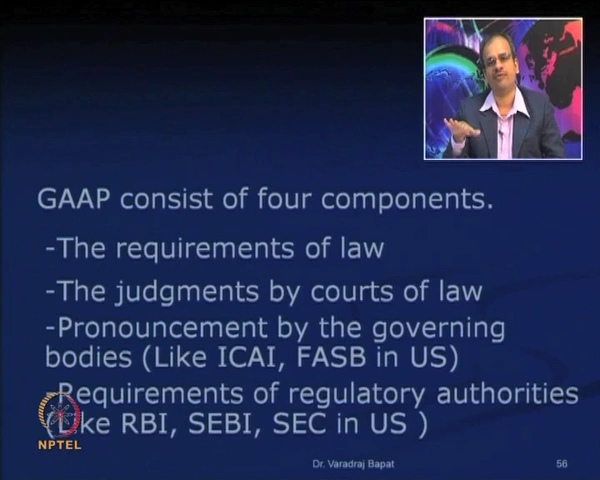 GAAP consist of four components.
-The requirements of law
-The judgments by courts of law
-Pronouncement by the governing
bodies (Like ICAI, FASB in US)
-Requirements of regulatory authorities
(Like RBI, SEBI, SEC in US )
NPTEL
Dr. Varadraj Bapat
56